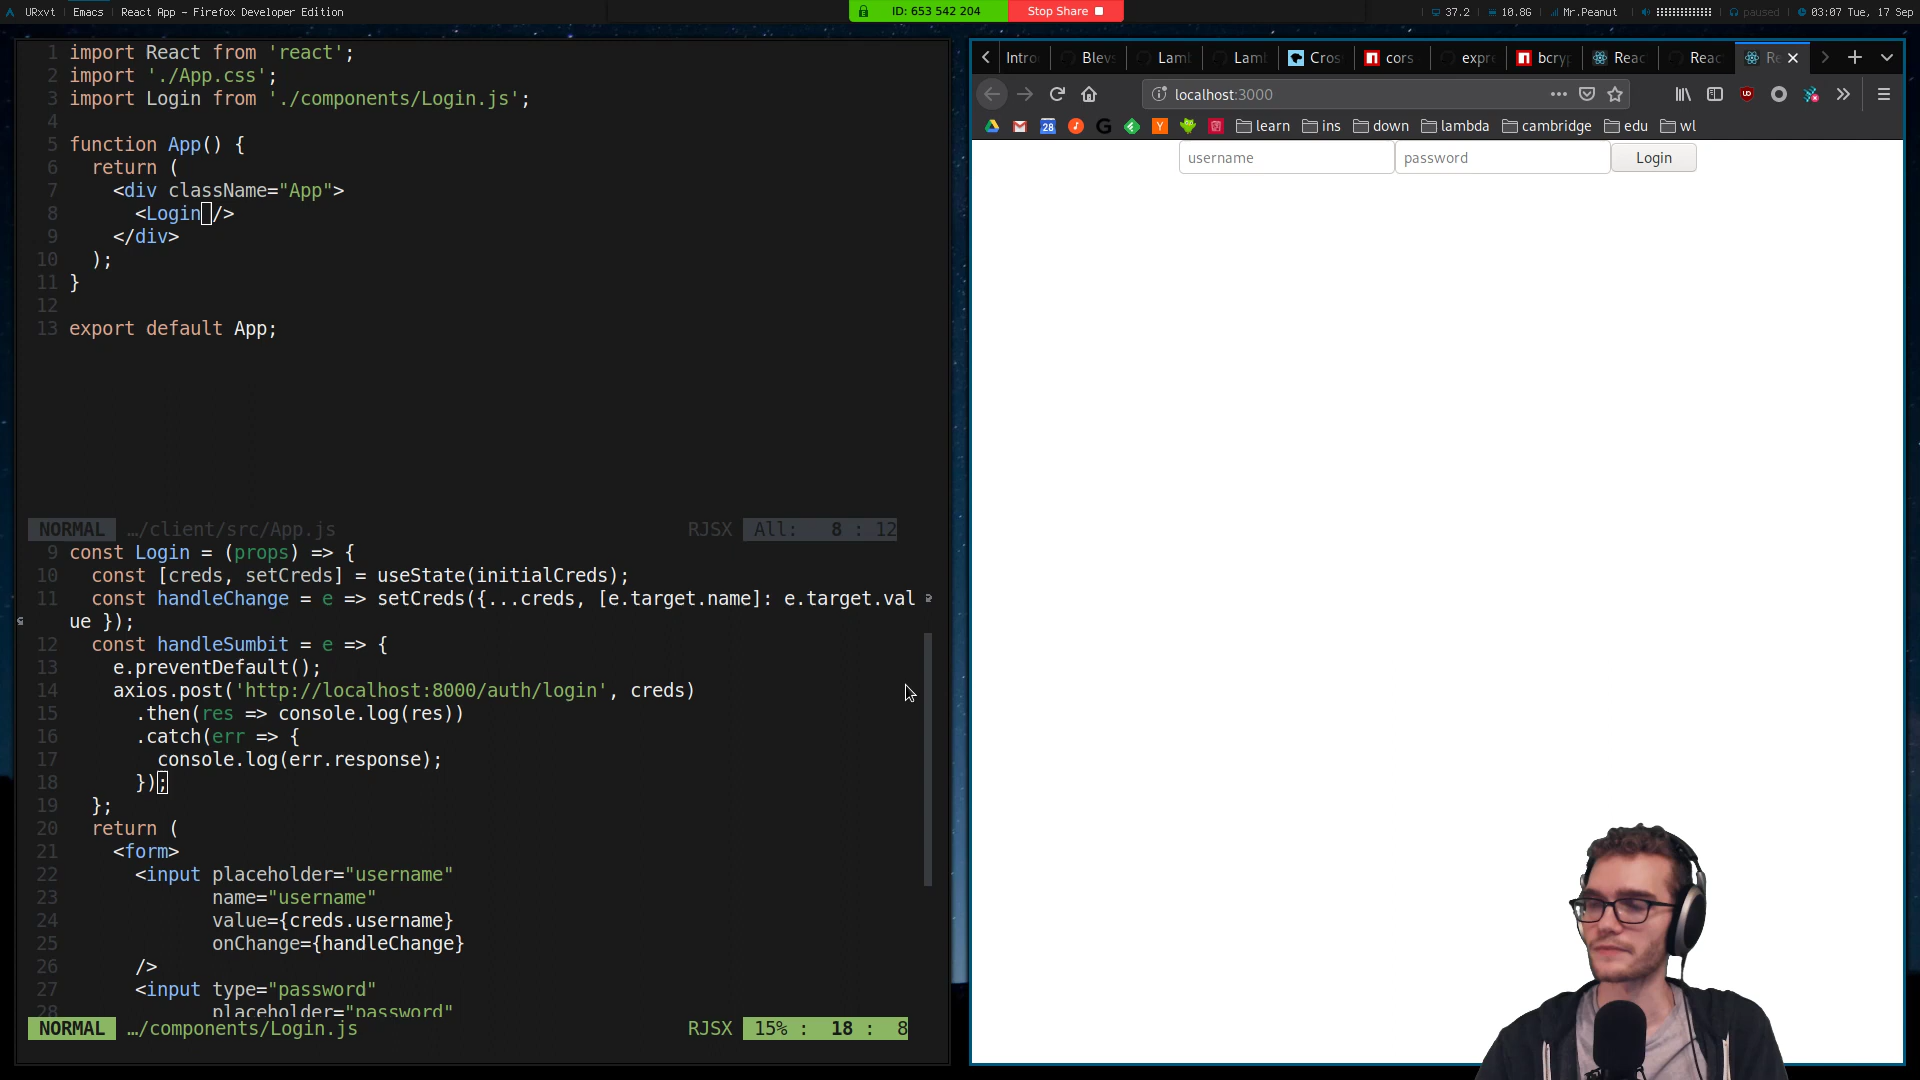 URxvt Emacs React App – Firefox Developer Edition
ID: 653 542 204 Stop Share
37.2 10.8G Mr.Peanut paused 03:07 Tue, 17 Sep
1 import React from 'react';
2 import './App.css';
3 import Login from './components/Login.js';
4
5 function App() {
6 return (
7 <div className="App">
8 <Login />
9 </div>
10 );
11 }
12
13 export default App;
NORMAL …/client/src/App.js RJSX All: 8 : 12
9 const Login = (props) => {
10 const [creds, setCreds] = useState(initialCreds);
11 const handleChange = e => setCreds({...creds, [e.target.name]: e.target.val
ue });
12 const handleSumbit = e => {
13 e.preventDefault();
14 axios.post('http://localhost:8000/auth/login', creds)
15 .then(res => console.log(res))
16 .catch(err => {
17 console.log(err.response);
18 });
19 };
20 return (
21 <form>
22 <input placeholder="username"
23 name="username"
24 value={creds.username}
25 onChange={handleChange}
26 />
27 <input type="password"
28 placeholder="password"
NORMAL …/components/Login.js RJSX 15% : 18 : 8
Intro Blevs Lamb Lamb Cros cors expre bcryp Reac Reac Re
localhost:3000
28 learn ins down lambda cambridge edu wl
username password Login